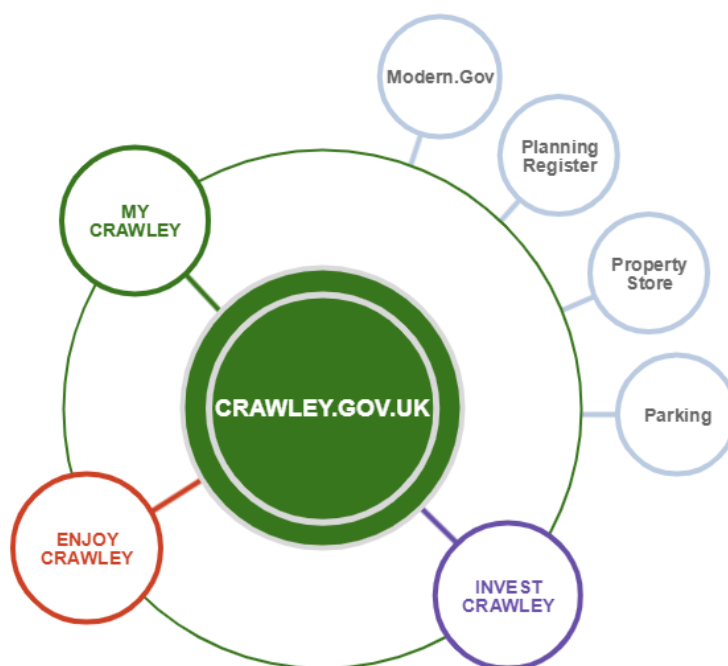 Modern.Gov
Planning
Register
MY
CRAWLEY
Property
Store
CRAWLEY.GOV.UK
Parking
ENJOY
CRAWLEY
INVEST
CRAWLEY